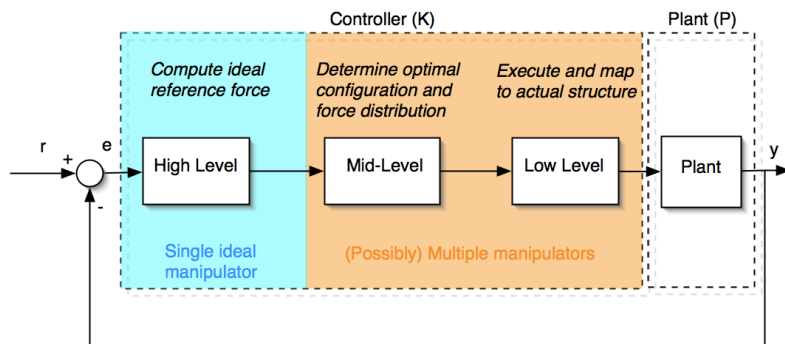 Controller (K)
Plant (P)
Compute ideal
reference force
Determine optimal
configuration and
force distribution
Execute and map
to actual structure
r
+
-
e
High Level
Mid-Level
Low Level
Plant
y
Single ideal
manipulator
(Possibly) Multiple manipulators